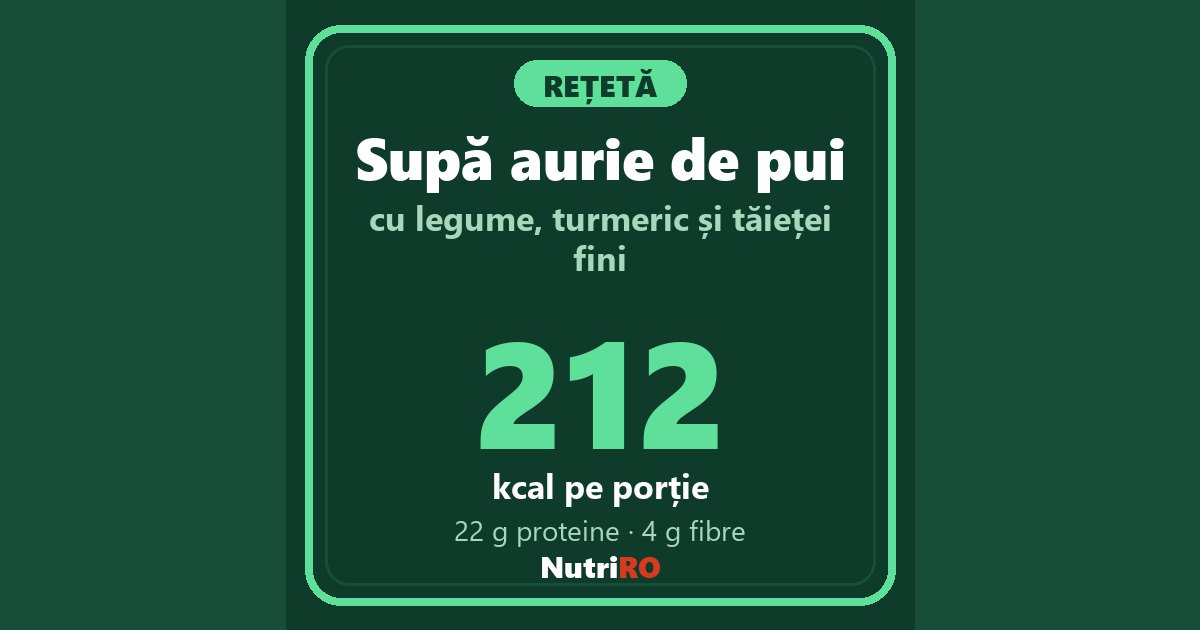 REȚETĂ
Supă aurie de pui
cu legume, turmeric și tăieței
fini
212
kcal pe porție
22 g proteine · 4 g fibre
NutriRO